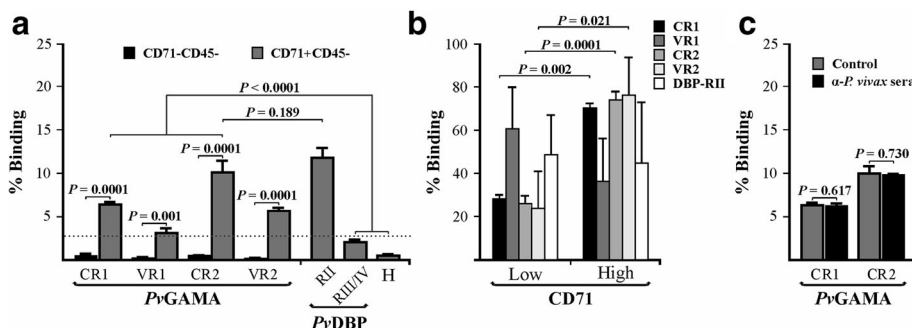 a
CD71-CD45-
CD71+CD45-
25
20
15
10
5
% Binding
P < 0.0001
P = 0.189
P = 0.0001
P = 0.0001
P = 0.001
P = 0.0001
CR1 VR1 CR2 VR2 RII RIII/IV H
PvGAMA
PvDBP
b
P = 0.021
P = 0.0001
P = 0.002
CR1
VR1
CR2
VR2
DBP-RII
100
80
60
40
20
% Binding
Low High
CD71
c
Control
α-P. vivax sera
25
20
15
10
5
% Binding
P = 0.730
P = 0.617
CR1 CR2
PvGAMA